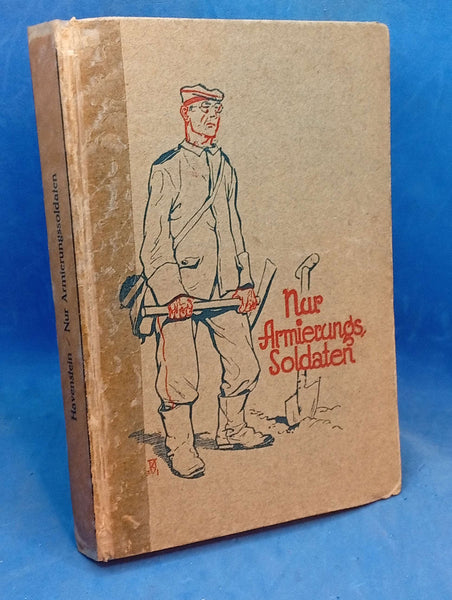 Havenstein - Nur Armierungssoldaten
Nur
Armierungs-
Soldaten